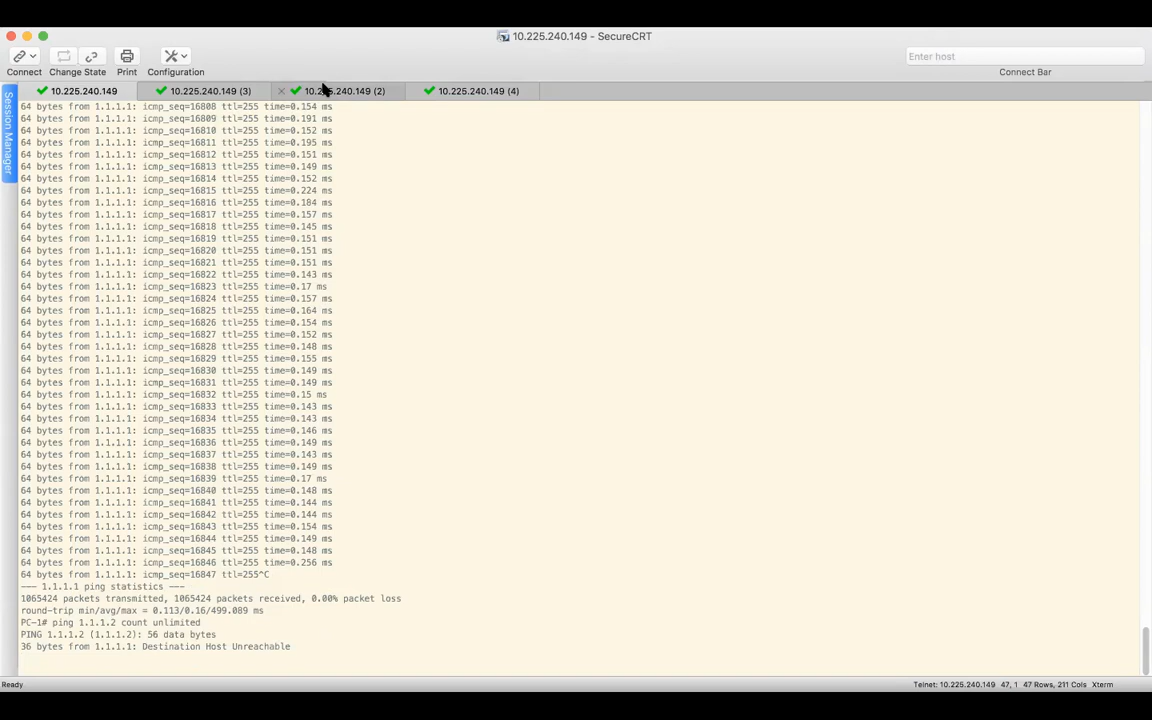 10.225.240.149 - SecureCRT
Connect Change State Print Configuration
Enter host
Connect Bar
10.225.240.149 10.225.240.149 (3) 10.225.240.149 (2) 10.225.240.149 (4)
Session Manager
64 bytes from 1.1.1.1: icmp_seq=16808 ttl=255 time=0.154 ms
64 bytes from 1.1.1.1: icmp_seq=16809 ttl=255 time=0.191 ms
64 bytes from 1.1.1.1: icmp_seq=16810 ttl=255 time=0.152 ms
64 bytes from 1.1.1.1: icmp_seq=16811 ttl=255 time=0.195 ms
64 bytes from 1.1.1.1: icmp_seq=16812 ttl=255 time=0.151 ms
64 bytes from 1.1.1.1: icmp_seq=16813 ttl=255 time=0.149 ms
64 bytes from 1.1.1.1: icmp_seq=16814 ttl=255 time=0.152 ms
64 bytes from 1.1.1.1: icmp_seq=16815 ttl=255 time=0.224 ms
64 bytes from 1.1.1.1: icmp_seq=16816 ttl=255 time=0.184 ms
64 bytes from 1.1.1.1: icmp_seq=16817 ttl=255 time=0.157 ms
64 bytes from 1.1.1.1: icmp_seq=16818 ttl=255 time=0.145 ms
64 bytes from 1.1.1.1: icmp_seq=16819 ttl=255 time=0.151 ms
64 bytes from 1.1.1.1: icmp_seq=16820 ttl=255 time=0.151 ms
64 bytes from 1.1.1.1: icmp_seq=16821 ttl=255 time=0.151 ms
64 bytes from 1.1.1.1: icmp_seq=16822 ttl=255 time=0.143 ms
64 bytes from 1.1.1.1: icmp_seq=16823 ttl=255 time=0.17 ms
64 bytes from 1.1.1.1: icmp_seq=16824 ttl=255 time=0.157 ms
64 bytes from 1.1.1.1: icmp_seq=16825 ttl=255 time=0.164 ms
64 bytes from 1.1.1.1: icmp_seq=16826 ttl=255 time=0.154 ms
64 bytes from 1.1.1.1: icmp_seq=16827 ttl=255 time=0.152 ms
64 bytes from 1.1.1.1: icmp_seq=16828 ttl=255 time=0.148 ms
64 bytes from 1.1.1.1: icmp_seq=16829 ttl=255 time=0.155 ms
64 bytes from 1.1.1.1: icmp_seq=16830 ttl=255 time=0.149 ms
64 bytes from 1.1.1.1: icmp_seq=16831 ttl=255 time=0.149 ms
64 bytes from 1.1.1.1: icmp_seq=16832 ttl=255 time=0.15 ms
64 bytes from 1.1.1.1: icmp_seq=16833 ttl=255 time=0.143 ms
64 bytes from 1.1.1.1: icmp_seq=16834 ttl=255 time=0.143 ms
64 bytes from 1.1.1.1: icmp_seq=16835 ttl=255 time=0.146 ms
64 bytes from 1.1.1.1: icmp_seq=16836 ttl=255 time=0.149 ms
64 bytes from 1.1.1.1: icmp_seq=16837 ttl=255 time=0.143 ms
64 bytes from 1.1.1.1: icmp_seq=16838 ttl=255 time=0.149 ms
64 bytes from 1.1.1.1: icmp_seq=16839 ttl=255 time=0.17 ms
64 bytes from 1.1.1.1: icmp_seq=16840 ttl=255 time=0.148 ms
64 bytes from 1.1.1.1: icmp_seq=16841 ttl=255 time=0.144 ms
64 bytes from 1.1.1.1: icmp_seq=16842 ttl=255 time=0.144 ms
64 bytes from 1.1.1.1: icmp_seq=16843 ttl=255 time=0.154 ms
64 bytes from 1.1.1.1: icmp_seq=16844 ttl=255 time=0.149 ms
64 bytes from 1.1.1.1: icmp_seq=16845 ttl=255 time=0.148 ms
64 bytes from 1.1.1.1: icmp_seq=16846 ttl=255 time=0.256 ms
64 bytes from 1.1.1.1: icmp_seq=16847 ttl=255^C
--- 1.1.1.1 ping statistics ---
1065424 packets transmitted, 1065424 packets received, 0.00% packet loss
round-trip min/avg/max = 0.113/0.16/499.089 ms
PC-1# ping 1.1.1.2 count unlimited
PING 1.1.1.2 (1.1.1.2): 56 data bytes
36 bytes from 1.1.1.1: Destination Host Unreachable
Ready
Telnet: 10.225.240.149 47, 1 47 Rows, 211 Cols Xterm